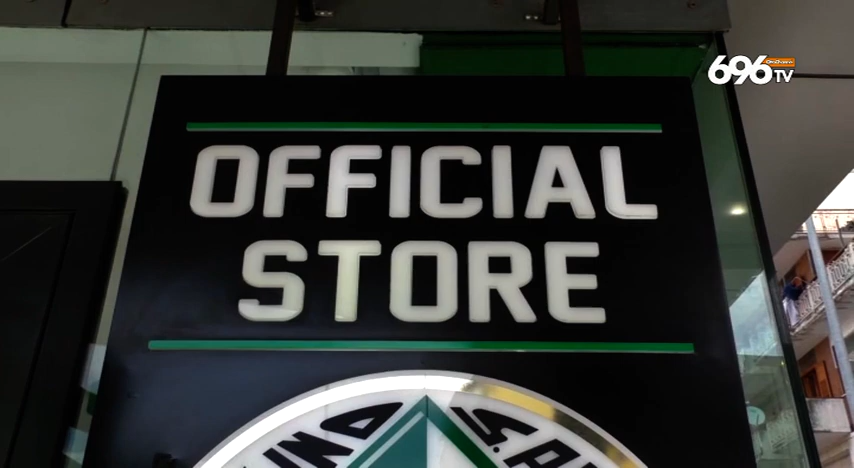 696
TV
OFFICIAL
STORE
S.P.